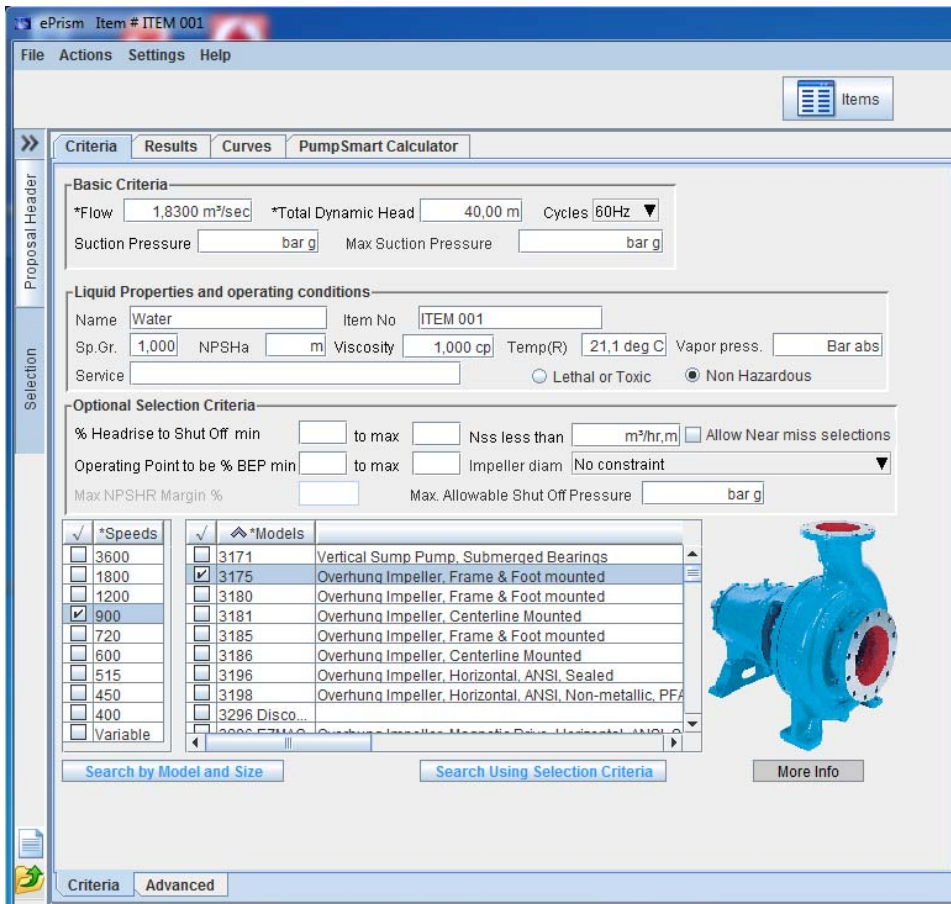 ePrism Item # ITEM 001
File Actions Settings Help
Items
Criteria Results Curves PumpSmart Calculator
Proposal Header
Selection
Basic Criteria
*Flow 1,8300 m³/sec *Total Dynamic Head 40,00 m Cycles 60Hz
Suction Pressure bar g Max Suction Pressure bar g
Liquid Properties and operating conditions
Name Water Item No ITEM 001
Sp.Gr. 1,000 NPSHa m Viscosity 1,000 cp Temp(R) 21,1 deg C Vapor press. Bar abs
Service Lethal or Toxic Non Hazardous
Optional Selection Criteria
% Headrise to Shut Off min to max Nss less than m³/hr,m Allow Near miss selections
Operating Point to be % BEP min to max Impeller diam No constraint
Max NPSHR Margin % Max. Allowable Shut Off Pressure bar g
√ *Speeds
3600
1800
1200
900
720
600
515
450
400
Variable
√ *Models
3171 Vertical Sump Pump, Submerged Bearings
3175 Overhung Impeller, Frame & Foot mounted
3180 Overhung Impeller, Frame & Foot mounted
3181 Overhung Impeller, Centerline Mounted
3185 Overhung Impeller, Frame & Foot mounted
3186 Overhung Impeller, Centerline Mounted
3196 Overhung Impeller, Horizontal, ANSI, Sealed
3198 Overhung Impeller, Horizontal, ANSI, Non-metallic, PFA
3296 Disco...
Search by Model and Size Search Using Selection Criteria More Info
Criteria Advanced